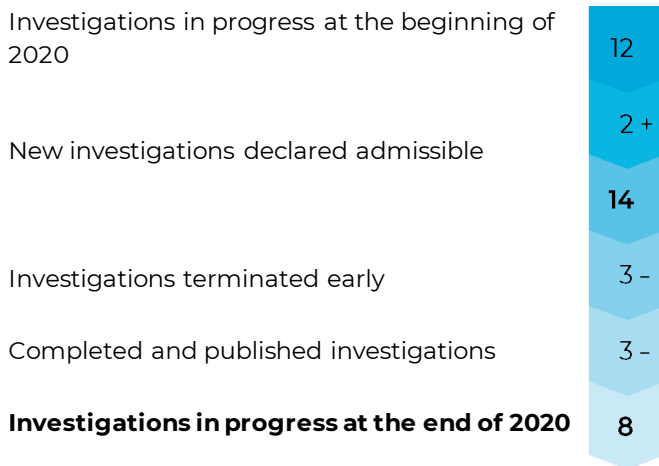 Investigations in progress at the beginning of
2020
12
2 +
New investigations declared admissible
14
Investigations terminated early
3 –
Completed and published investigations
3 –
Investigations in progress at the end of 2020
8